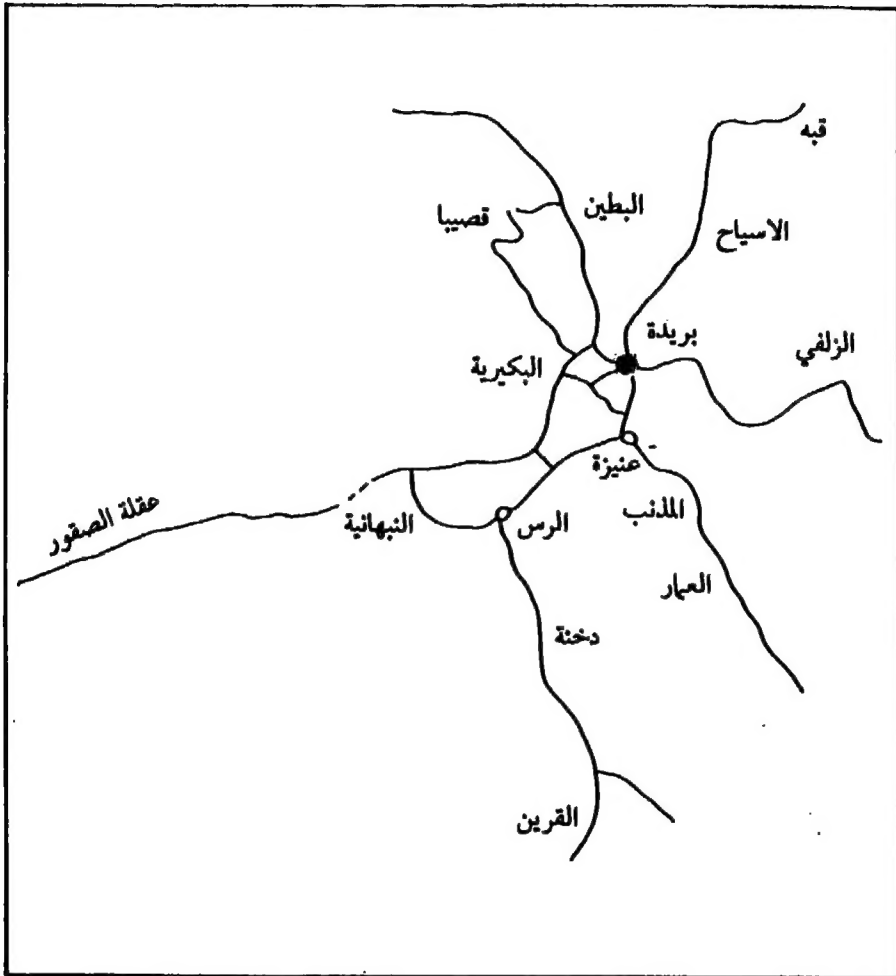 قبه
البطين
قصيبا
الاسياح
بريدة
الزلفي
البكيرية
عنيزة
المذنب
النبهانية
الرس
عقلة الصقور
العمار
دخنة
القرين